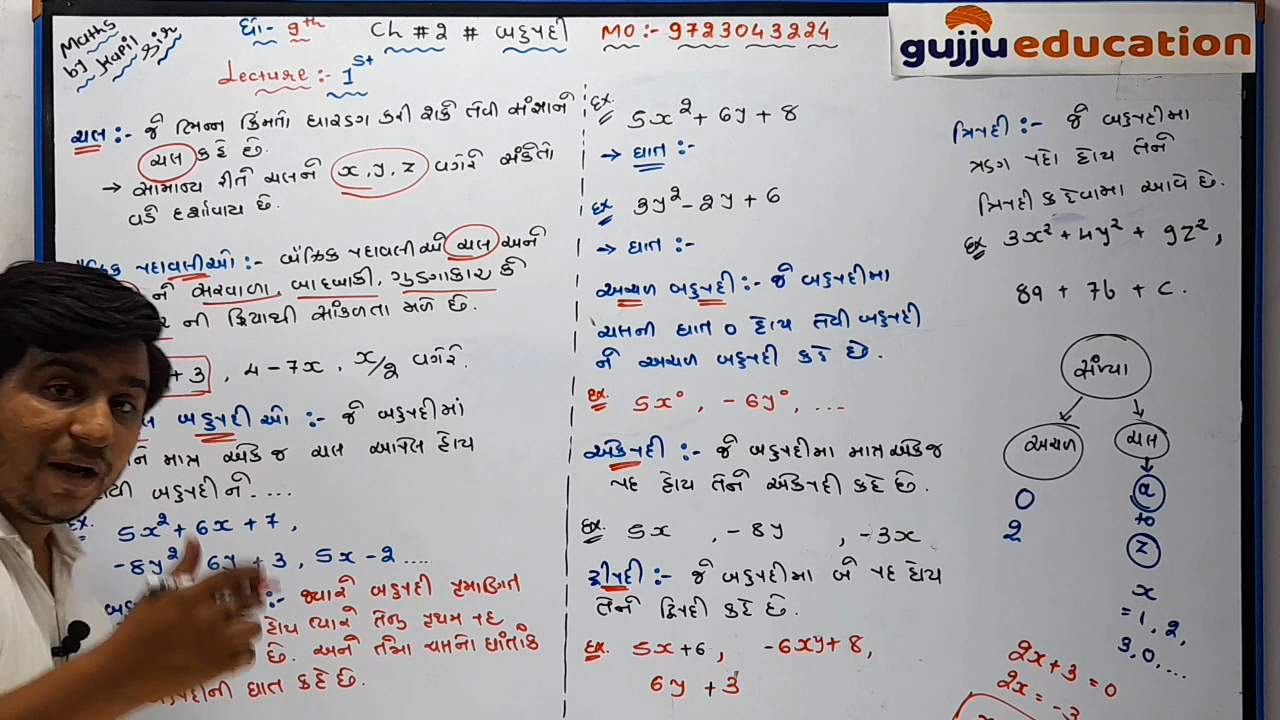 Maths
by Kapil Sir
ધો- 9th Ch #2 # બહુપદી MO:- 9723043224
Lecture:- 1st
gujju education
ચલ :- જે ભિન્ન કિંમતો ધારણ કરી શકે તેવી સંજ્ઞાને
ચલ કહે છે.
→ સામાન્ય રીતે ચલને x, y, z વગેરે સંકેતો
વડે દર્શાવાય છે.
પદાવલીઓ :- બૈજિક પદાવલીઓ ચલ અને
ને સરવાળા, બાદબાકી, ગુણાકાર કે
ની ક્રિયાથી સાંકળતા મળે છે.
+ 3, 4 - 7x, x/2 વગેરે.
બહુપદીઓ :- જે બહુપદીમાં
માત્ર એક જ ચલ આવેલ હોય
બહુપદીને....
Ex. 5x² + 6x + 7,
-8y² 6y + 3, 5x - 2 ....
:- જ્યારે બહુપદી પ્રમાણિત
હોય ત્યારે તેનુ પ્રથમ પદ
છે. અને તેમા ચલનો ઘાતાંક
બહુપદીની ઘાત કહે છે.
Ex. 5x² + 6y + 8
→ ઘાત :-
Ex 3y² - 2y + 6
→ ઘાત :-
અચળ બહુપદી :- જે બહુપદીમા
ચલની ઘાત 0 હોય તેવી બહુપદી
ને અચળ બહુપદી કહે છે.
Ex. 5x⁰, -6y⁰, ...
એકપદી :- જે બહુપદીમા માત્ર એક જ
પદ હોય તેને એકપદી કહે છે.
Ex. 5x, -8y, -3x
દ્વીપદી :- જે બહુપદીમા બે પદ હોય
તેને દ્વિપદી કહે છે.
Ex. 5x + 6, -6xy + 8,
6y + 3
ત્રિપદી :- જે બહુપદીમા
ત્રણ પદો હોય તેને
ત્રિપદી કહેવામા આવે છે.
Ex 3x² + 4y² + 9z²,
8a + 7b + c.
સંખ્યા
અચળ ચલ
0 a
2 to
z
x
= 1, 2,
3, 0, ...
2x + 3 = 0
2x = -3